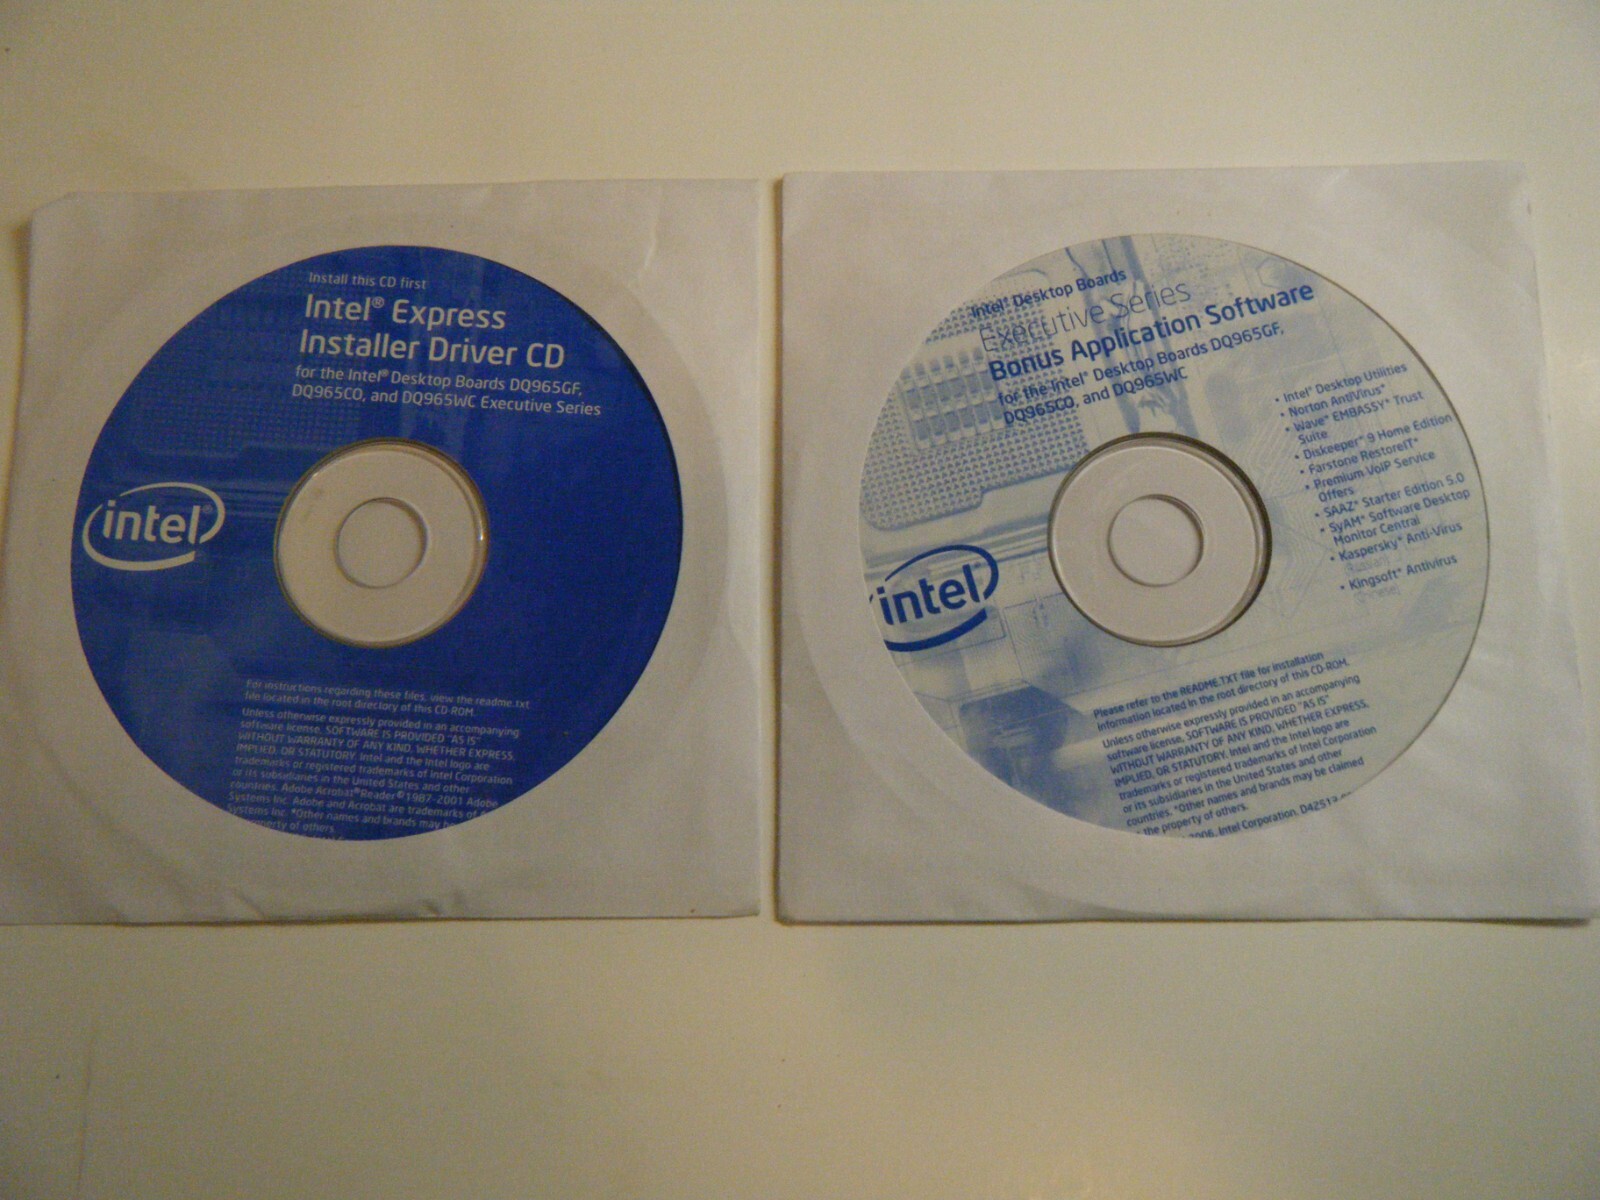 Install this CD first
Intel® Express
Installer Driver CD
for the Intel® Desktop Boards DQ965GF,
DQ965CO, and DQ965WC Executive Series
intel®
For instructions regarding these files, view the readme.txt
file located in the root directory of this CD-ROM.
Unless otherwise expressly provided in an accompanying
software license, SOFTWARE IS PROVIDED "AS IS"
WITHOUT WARRANTY OF ANY KIND, WHETHER EXPRESS,
IMPLIED, OR STATUTORY. Intel and the Intel logo are
trademarks or registered trademarks of Intel Corporation
or its subsidiaries in the United States and other
countries. Adobe Acrobat® Reader © 1987-2001 Adobe
Systems Inc. Adobe and Acrobat are trademarks of
Systems Inc. *Other names and brands may
property of others.
Intel® Desktop Boards
Executive Series
Bonus Application Software
for the Intel® Desktop Boards DQ965GF,
DQ965CO, and DQ965WC
• Intel® Desktop Utilities
• Norton AntiVirus*
• Wave* EMBASSY* Trust
Suite
• Diskeeper* 9 Home Edition
• Farstone RestoreIT*
• Premium VoIP Service
Offers
• SAAZ* Starter Edition 5.0
• SyAM* Software Desktop
Monitor Central
• Kaspersky* Anti-Virus
(Russian)
• Kingsoft* Antivirus
(Chinese)
intel®
Please refer to the README.TXT file for installation
information located in the root directory of this CD-ROM.
Unless otherwise expressly provided in an accompanying
software license, SOFTWARE IS PROVIDED "AS IS"
WITHOUT WARRANTY OF ANY KIND, WHETHER EXPRESS,
IMPLIED, OR STATUTORY. Intel and the Intel logo are
trademarks or registered trademarks of Intel Corporation
or its subsidiaries in the United States and other
countries. *Other names and brands may be claimed
the property of others.
2006, Intel Corporation.